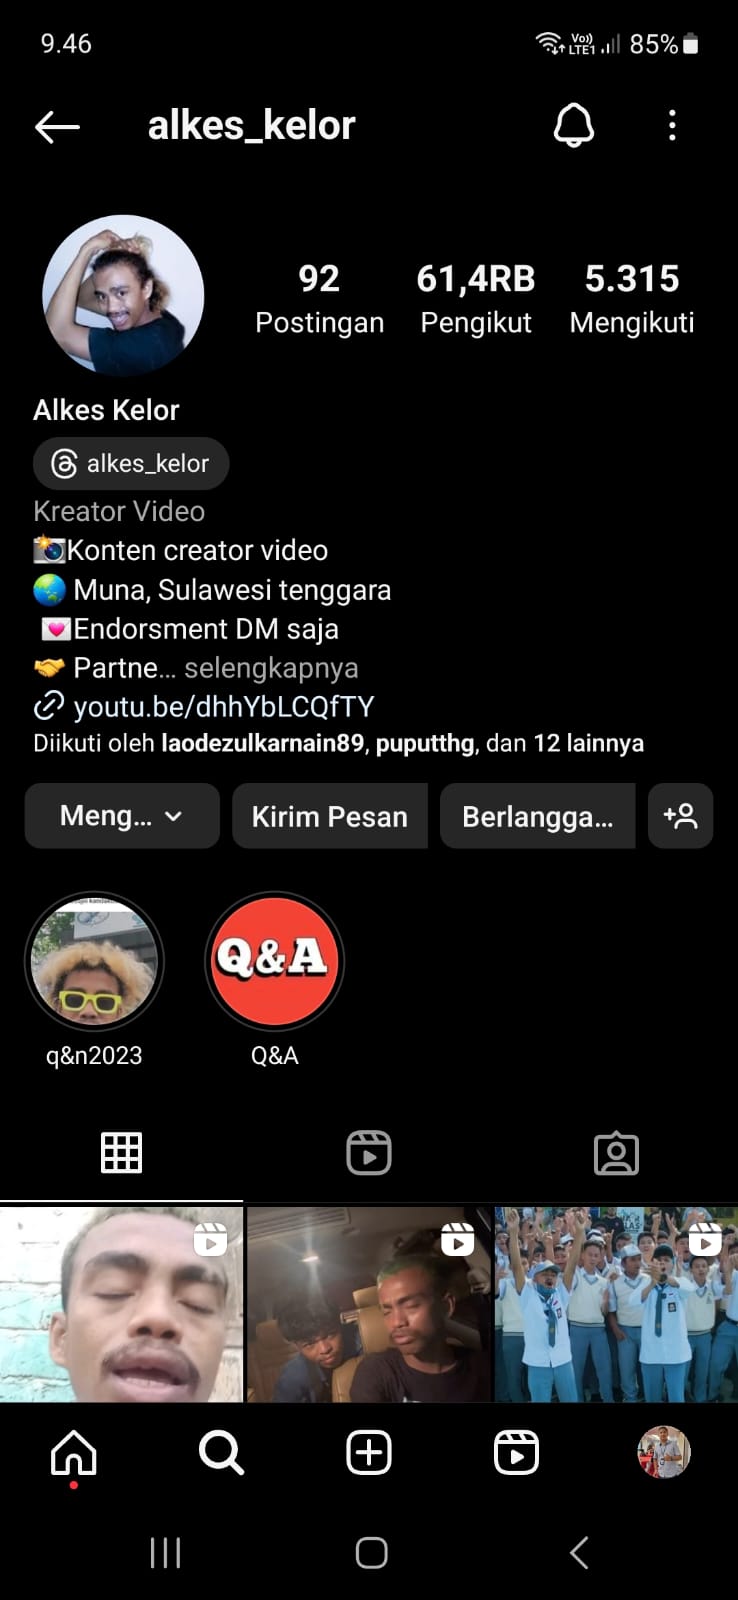 9.46
Vo)) LTE1 85%
alkes_kelor
92 61,4RB 5.315
Postingan Pengikut Mengikuti
Alkes Kelor
alkes_kelor
Kreator Video
📸Konten creator video
🌏 Muna, Sulawesi tenggara
💌Endorsment DM saja
🤝 Partne... selengkapnya
youtu.be/dhhYbLCQfTY
Diikuti oleh laodezulkarnain89, puputthg, dan 12 lainnya
Meng... Kirim Pesan Berlangga...
Q&A
q&n2023 Q&A